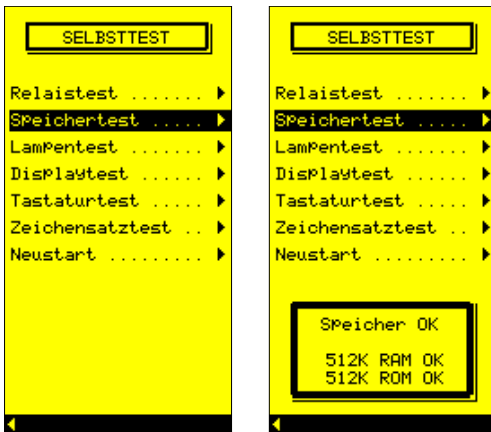 SELBSTTEST
Relaistest ....... ▶
Speichertest ..... ▶
Lampentest ....... ▶
Displaytest ...... ▶
Tastaturtest ..... ▶
Zeichensatztest .. ▶
Neustart ......... ▶
SELBSTTEST
Relaistest ....... ▶
Speichertest ..... ▶
Lampentest ....... ▶
Displaytest ...... ▶
Tastaturtest ..... ▶
Zeichensatztest .. ▶
Neustart ......... ▶
Speicher OK
512K RAM OK
512K ROM OK